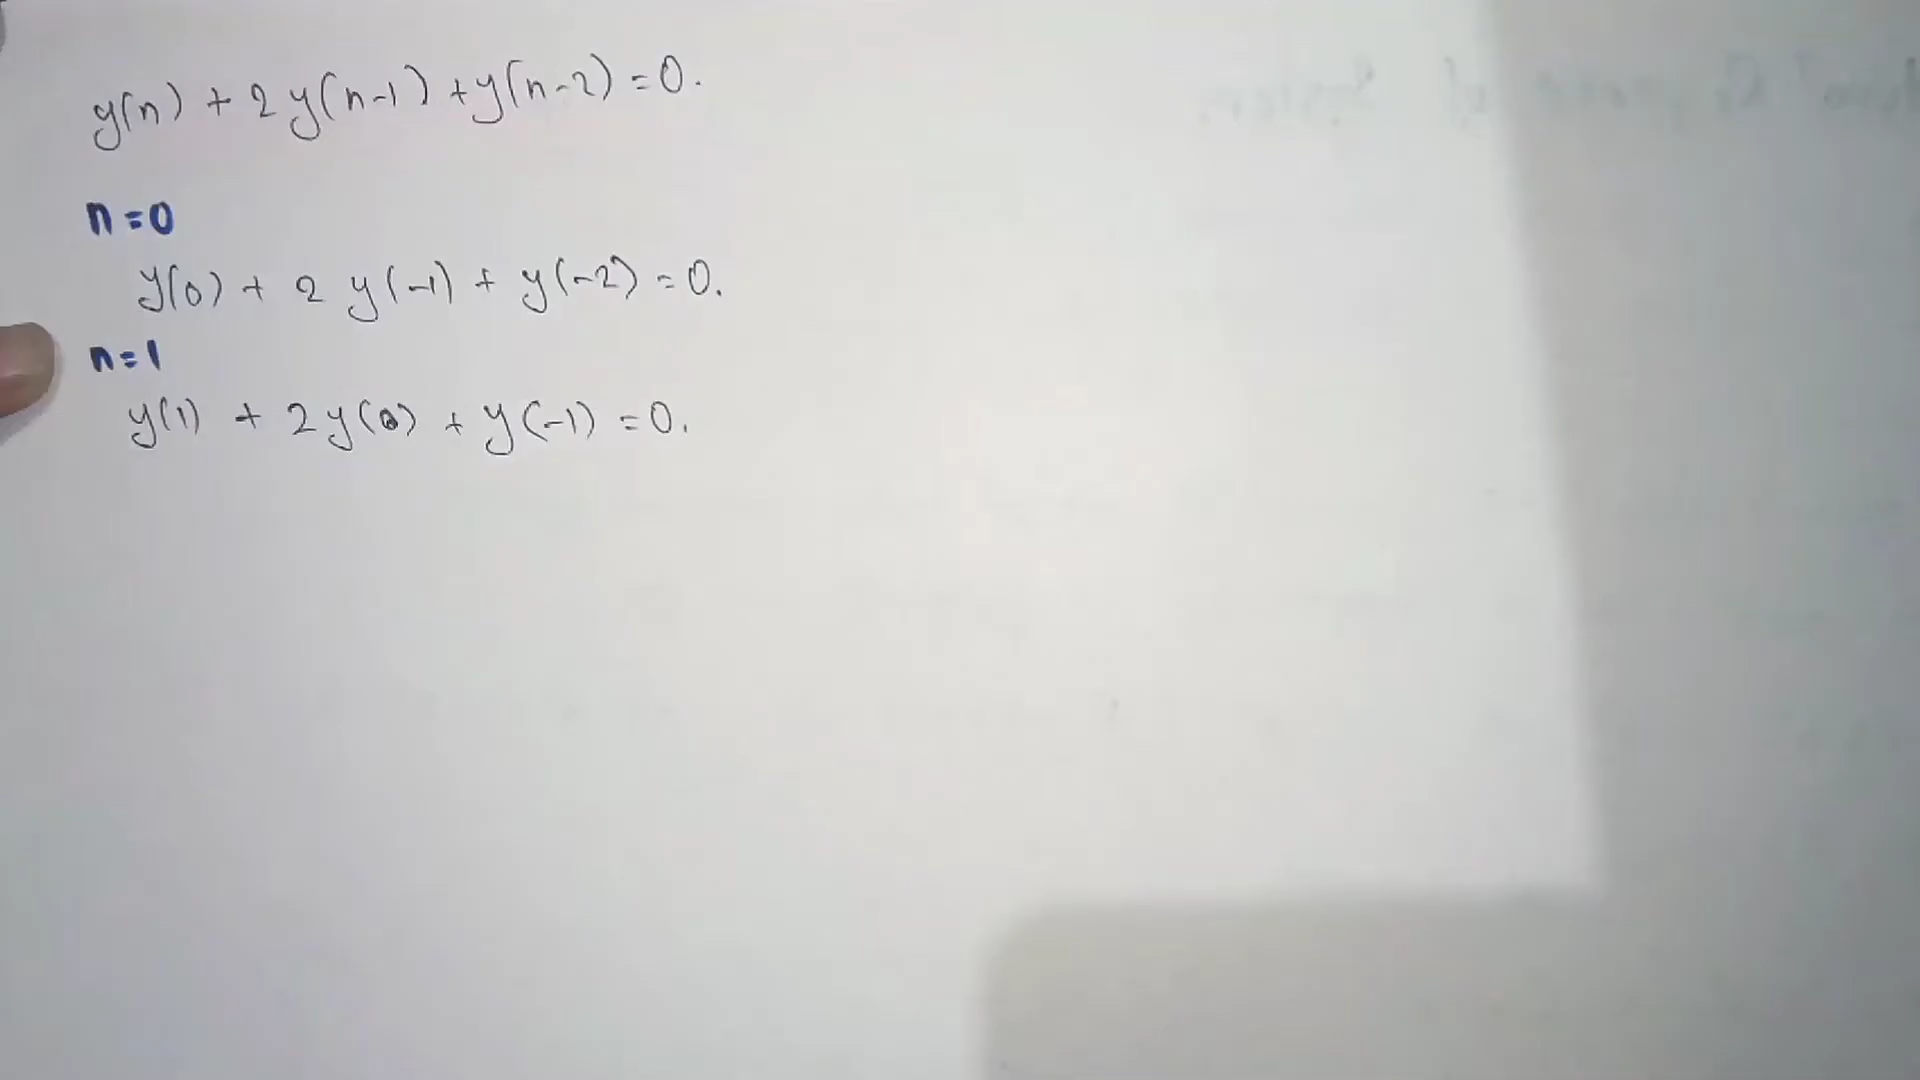 y(n) + 2y(n-1) + y(n-2) = 0.
n=0
y(0) + 2 y(-1) + y(-2) = 0.
n=1
y(1) + 2y(0) + y(-1) = 0.